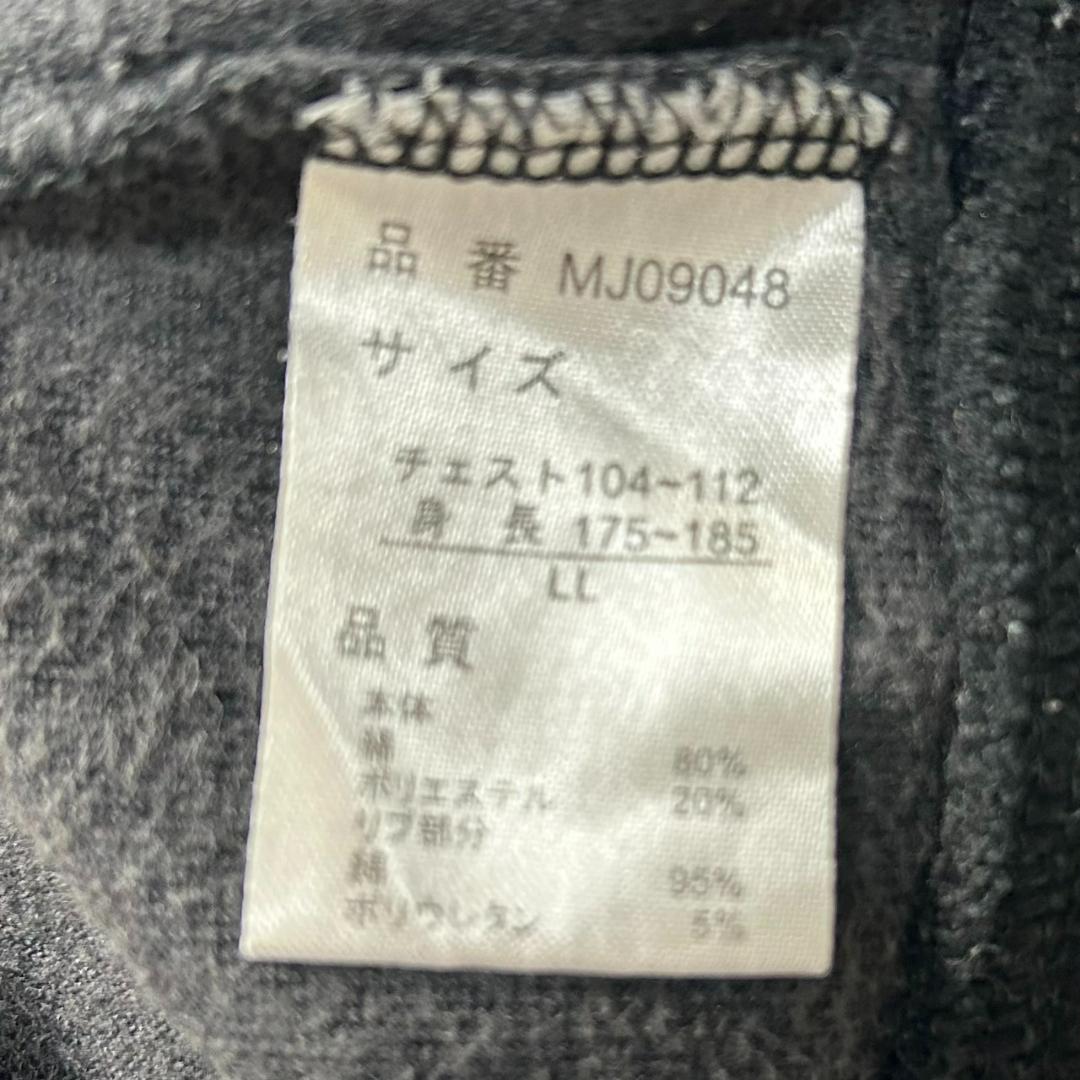 品番 MJ09048
サイズ
チェスト104~112
身長 175~185
LL
品質
本体
綿 80%
ポリエステル 20%
リブ部分
綿 95%
ポリウレタン 5%